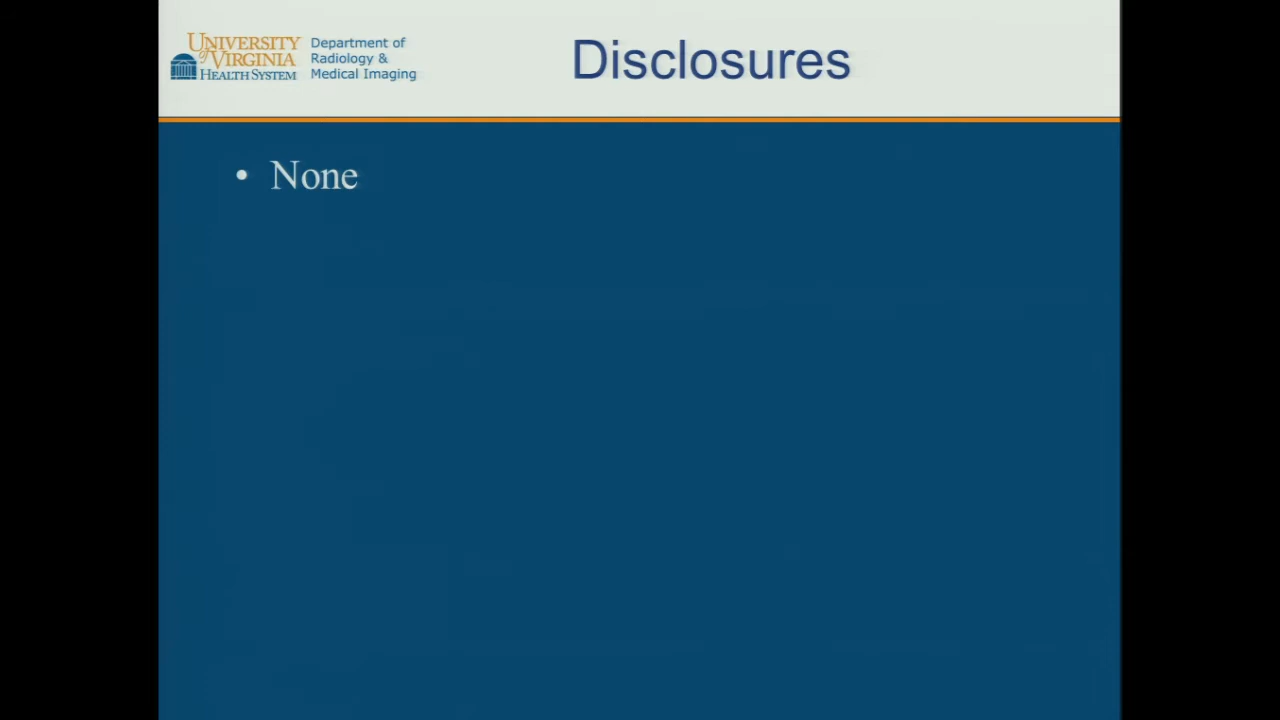 UNIVERSITY
of VIRGINIA
HEALTH SYSTEM
Department of
Radiology &
Medical Imaging
Disclosures
• None